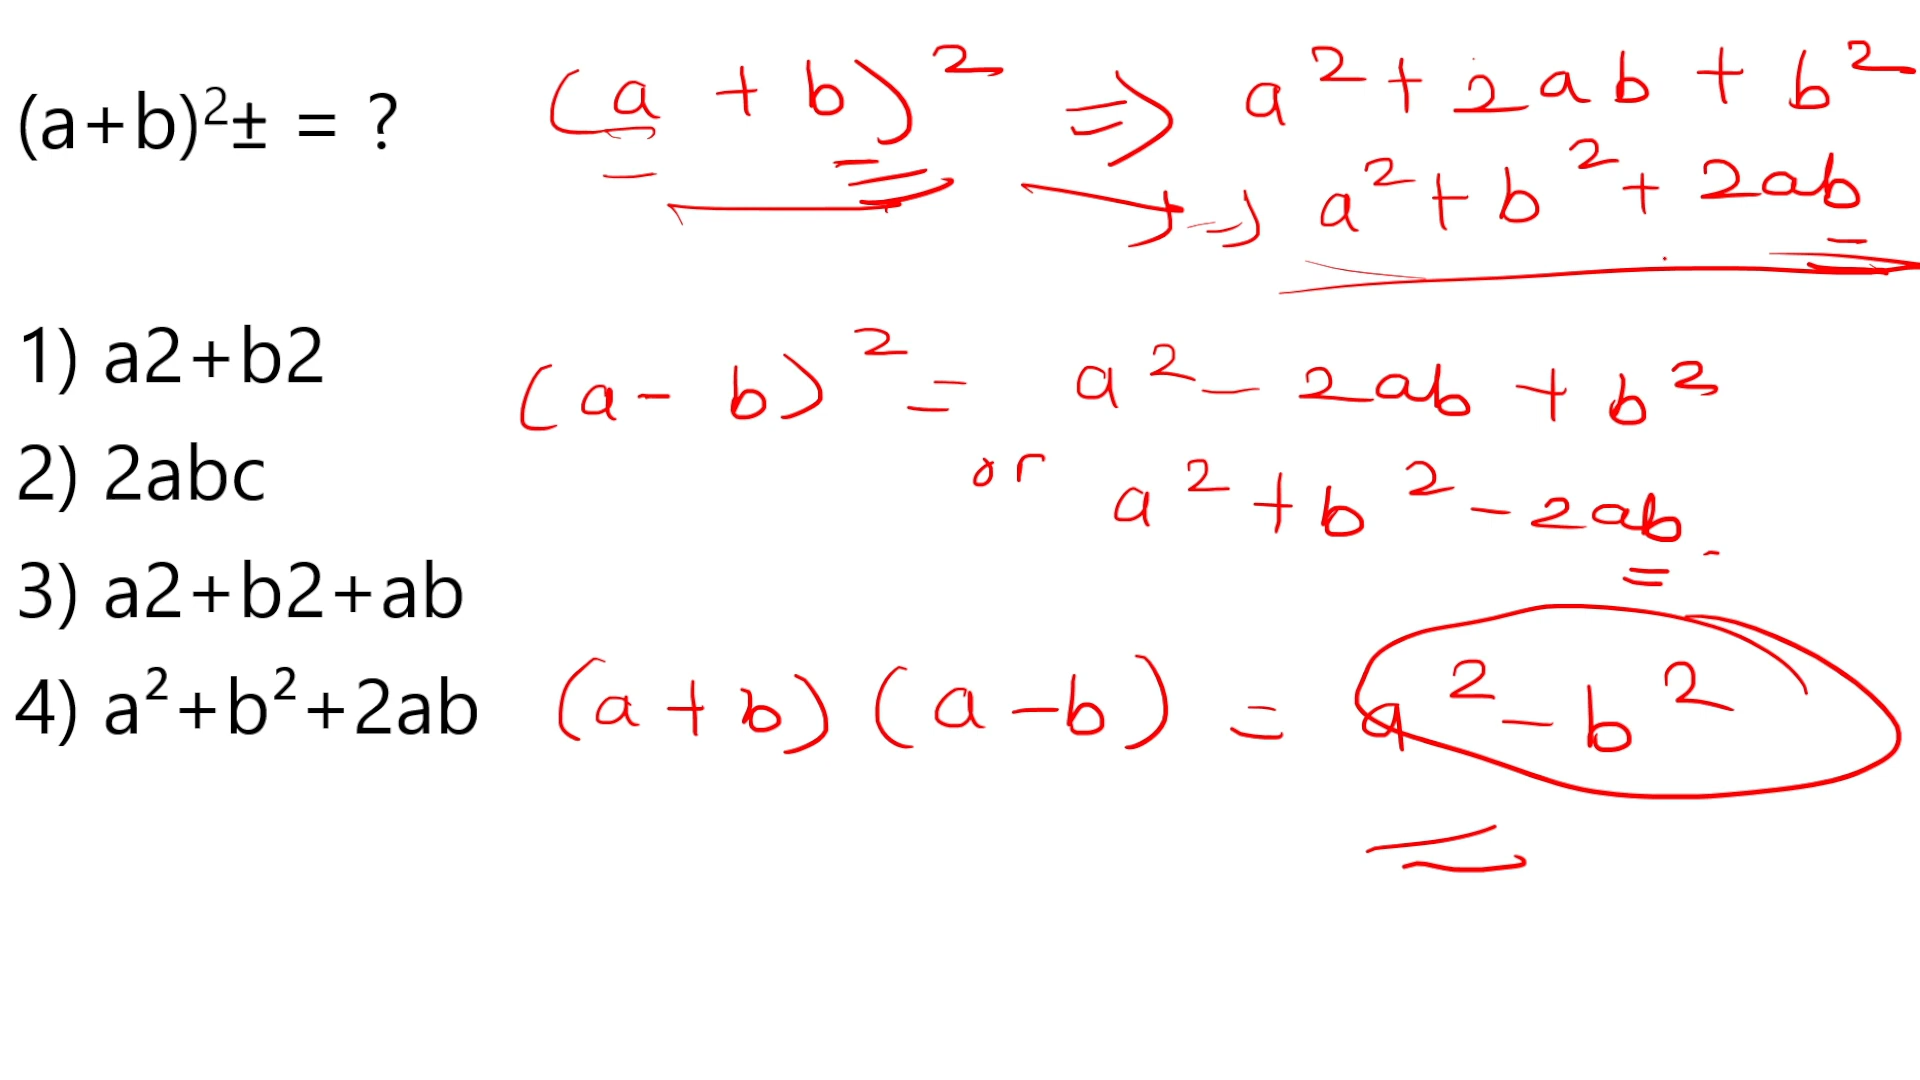 (a+b)²± = ?
(a + b)² ⇒ a² + 2ab + b²
⇒ a² + b² + 2ab
1) a2+b2
(a - b)² = a² - 2ab + b²
2) 2abc
or a² + b² - 2ab
3) a2+b2+ab
4) a²+b²+2ab
(a + b) (a - b) = a² - b²